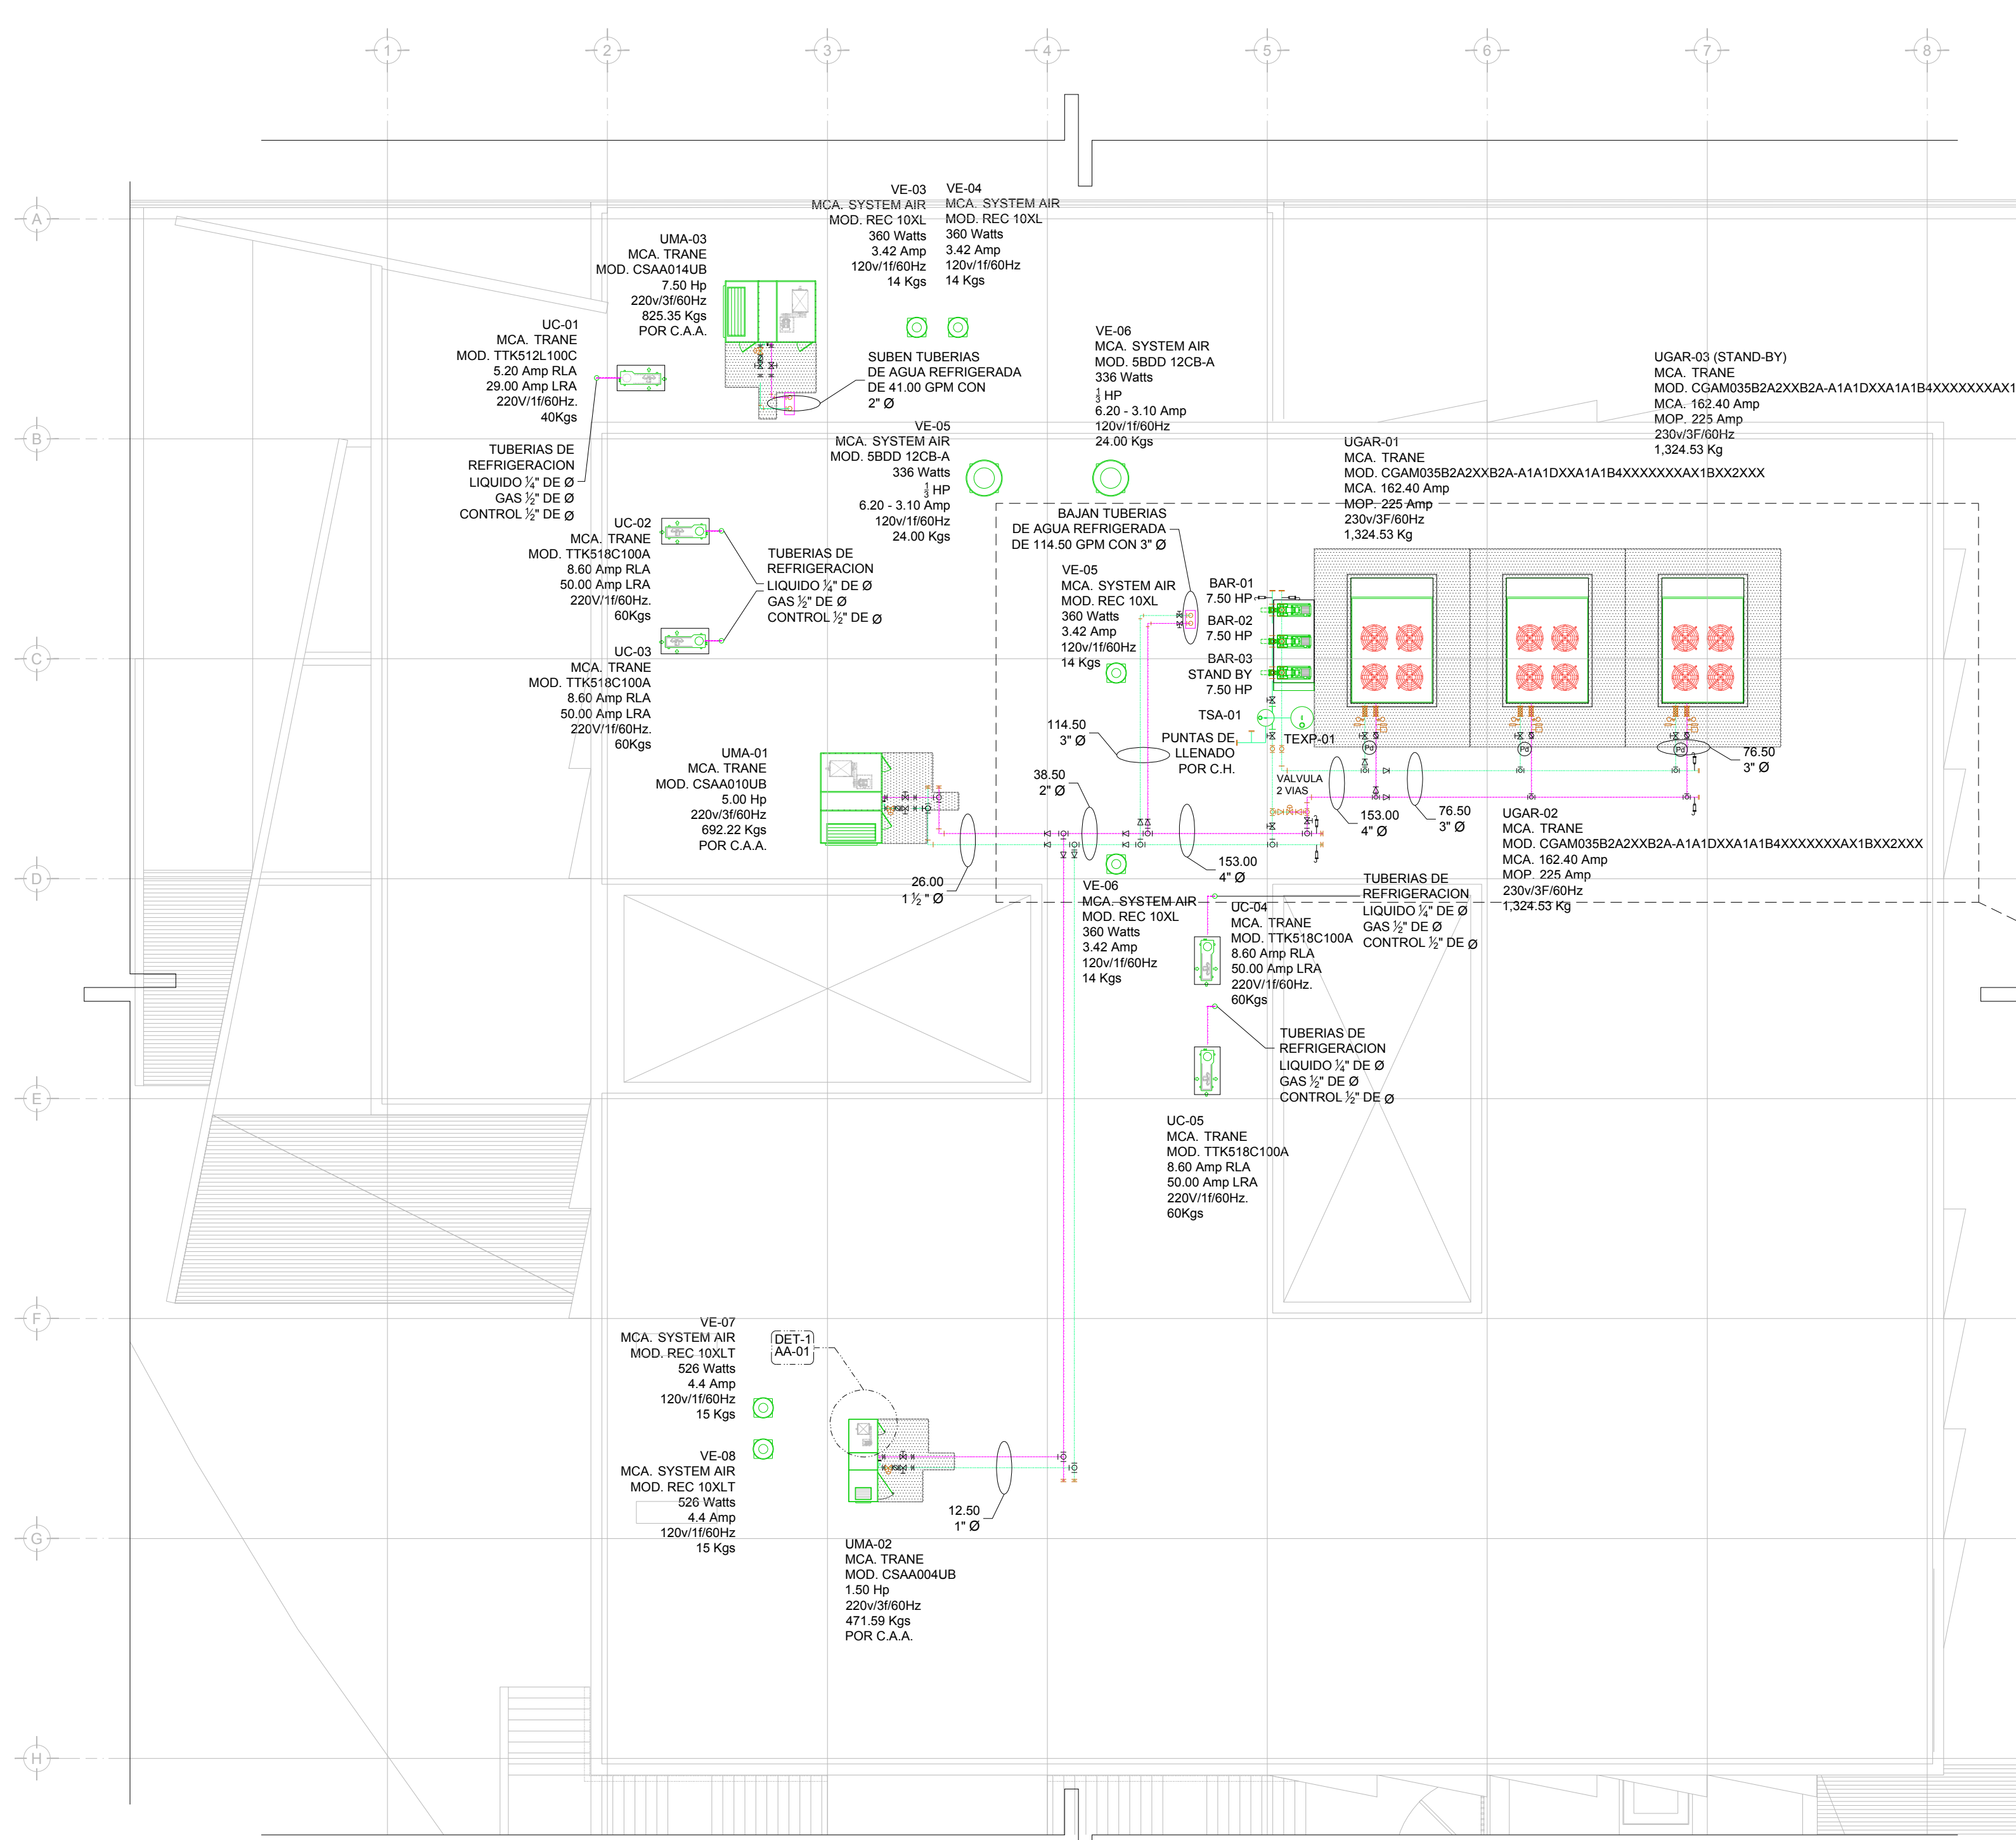 1
2
3
4
5
6
7
8
A
B
C
D
E
F
G
H
VE-03
MCA. SYSTEM AIR
MOD. REC 10XL
360 Watts
3.42 Amp
120v/1f/60Hz
14 Kgs
VE-04
MCA. SYSTEM AIR
MOD. REC 10XL
360 Watts
3.42 Amp
120v/1f/60Hz
14 Kgs
UMA-03
MCA. TRANE
MOD. CSAA014UB
7.50 Hp
220v/3f/60Hz
825.35 Kgs
POR C.A.A.
UC-01
MCA. TRANE
MOD. TTK512L100C
5.20 Amp RLA
29.00 Amp LRA
220V/1f/60Hz.
40Kgs
SUBEN TUBERIAS
DE AGUA REFRIGERADA
DE 41.00 GPM CON
2" Ø
VE-06
MCA. SYSTEM AIR
MOD. 5BDD 12CB-A
336 Watts
1/3 HP
6.20 - 3.10 Amp
120v/1f/60Hz
24.00 Kgs
UGAR-03 (STAND-BY)
MCA. TRANE
MOD. CGAM035B2A2XXB2A-A1A1DXXA1A1B4XXXXXXXAX1
MCA. 162.40 Amp
MOP. 225 Amp
230v/3F/60Hz
1,324.53 Kg
VE-05
MCA. SYSTEM AIR
MOD. 5BDD 12CB-A
336 Watts
1/3 HP
6.20 - 3.10 Amp
120v/1f/60Hz
24.00 Kgs
UGAR-01
MCA. TRANE
MOD. CGAM035B2A2XXB2A-A1A1DXXA1A1B4XXXXXXXAX1BXX2XXX
MCA. 162.40 Amp
MOP. 225 Amp
230v/3F/60Hz
1,324.53 Kg
TUBERIAS DE
REFRIGERACION
LIQUIDO ¼" DE Ø
GAS ½" DE Ø
CONTROL ½" DE Ø
UC-02
MCA. TRANE
MOD. TTK518C100A
8.60 Amp RLA
50.00 Amp LRA
220V/1f/60Hz.
60Kgs
TUBERIAS DE
REFRIGERACION
LIQUIDO ¼" DE Ø
GAS ½" DE Ø
CONTROL ½" DE Ø
BAJAN TUBERIAS
DE AGUA REFRIGERADA
DE 114.50 GPM CON 3" Ø
VE-05
MCA. SYSTEM AIR
MOD. REC 10XL
360 Watts
3.42 Amp
120v/1f/60Hz
14 Kgs
BAR-01
7.50 HP
BAR-02
7.50 HP
BAR-03
STAND BY
7.50 HP
TSA-01
TEXP-01
PUNTAS DE
LLENADO
POR C.H.
UC-03
MCA. TRANE
MOD. TTK518C100A
8.60 Amp RLA
50.00 Amp LRA
220V/1f/60Hz.
60Kgs
114.50
3" Ø
Pd
Pd
Pd
76.50
3" Ø
UMA-01
MCA. TRANE
MOD. CSAA010UB
5.00 Hp
220v/3f/60Hz
692.22 Kgs
POR C.A.A.
38.50
2" Ø
VALVULA
2 VIAS
153.00
4" Ø
76.50
3" Ø
UGAR-02
MCA. TRANE
MOD. CGAM035B2A2XXB2A-A1A1DXXA1A1B4XXXXXXXAX1BXX2XXX
MCA. 162.40 Amp
MOP. 225 Amp
230v/3F/60Hz
1,324.53 Kg
26.00
1 ½ " Ø
153.00
4" Ø
VE-06
MCA. SYSTEM AIR
MOD. REC 10XL
360 Watts
3.42 Amp
120v/1f/60Hz
14 Kgs
TUBERIAS DE
REFRIGERACION
LIQUIDO ¼" DE Ø
GAS ½" DE Ø
CONTROL ½" DE Ø
UC-04
MCA. TRANE
MOD. TTK518C100A
8.60 Amp RLA
50.00 Amp LRA
220V/1f/60Hz.
60Kgs
TUBERIAS DE
REFRIGERACION
LIQUIDO ¼" DE Ø
GAS ½" DE Ø
CONTROL ½" DE Ø
UC-05
MCA. TRANE
MOD. TTK518C100A
8.60 Amp RLA
50.00 Amp LRA
220V/1f/60Hz.
60Kgs
VE-07
MCA. SYSTEM AIR
MOD. REC 10XLT
526 Watts
4.4 Amp
120v/1f/60Hz
15 Kgs
DET-1
AA-01
VE-08
MCA. SYSTEM AIR
MOD. REC 10XLT
526 Watts
4.4 Amp
120v/1f/60Hz
15 Kgs
12.50
1" Ø
UMA-02
MCA. TRANE
MOD. CSAA004UB
1.50 Hp
220v/3f/60Hz
471.59 Kgs
POR C.A.A.